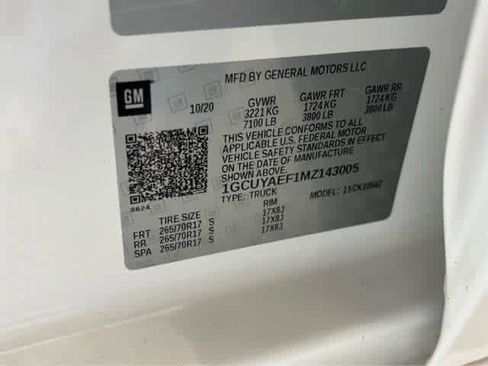 MFD BY GENERAL MOTORS LLC
GM
10/20
GVWR GAWR FRT GAWR RR
3221 KG 1724 KG 1724 KG
7100 LB 3800 LB 3800 LB
THIS VEHICLE CONFORMS TO ALL
APPLICABLE U.S. FEDERAL MOTOR
VEHICLE SAFETY STANDARDS IN EFFECT
ON THE DATE OF MANUFACTURE
1GCUYAEF1MZ143005
TYPE: TRUCK MODEL:
8624
TIRE SIZE RIM
FRT 265/70R17 S 17X8J
RR 265/70R17 S 17X8J
SPA 265/70R17 S 17X8J